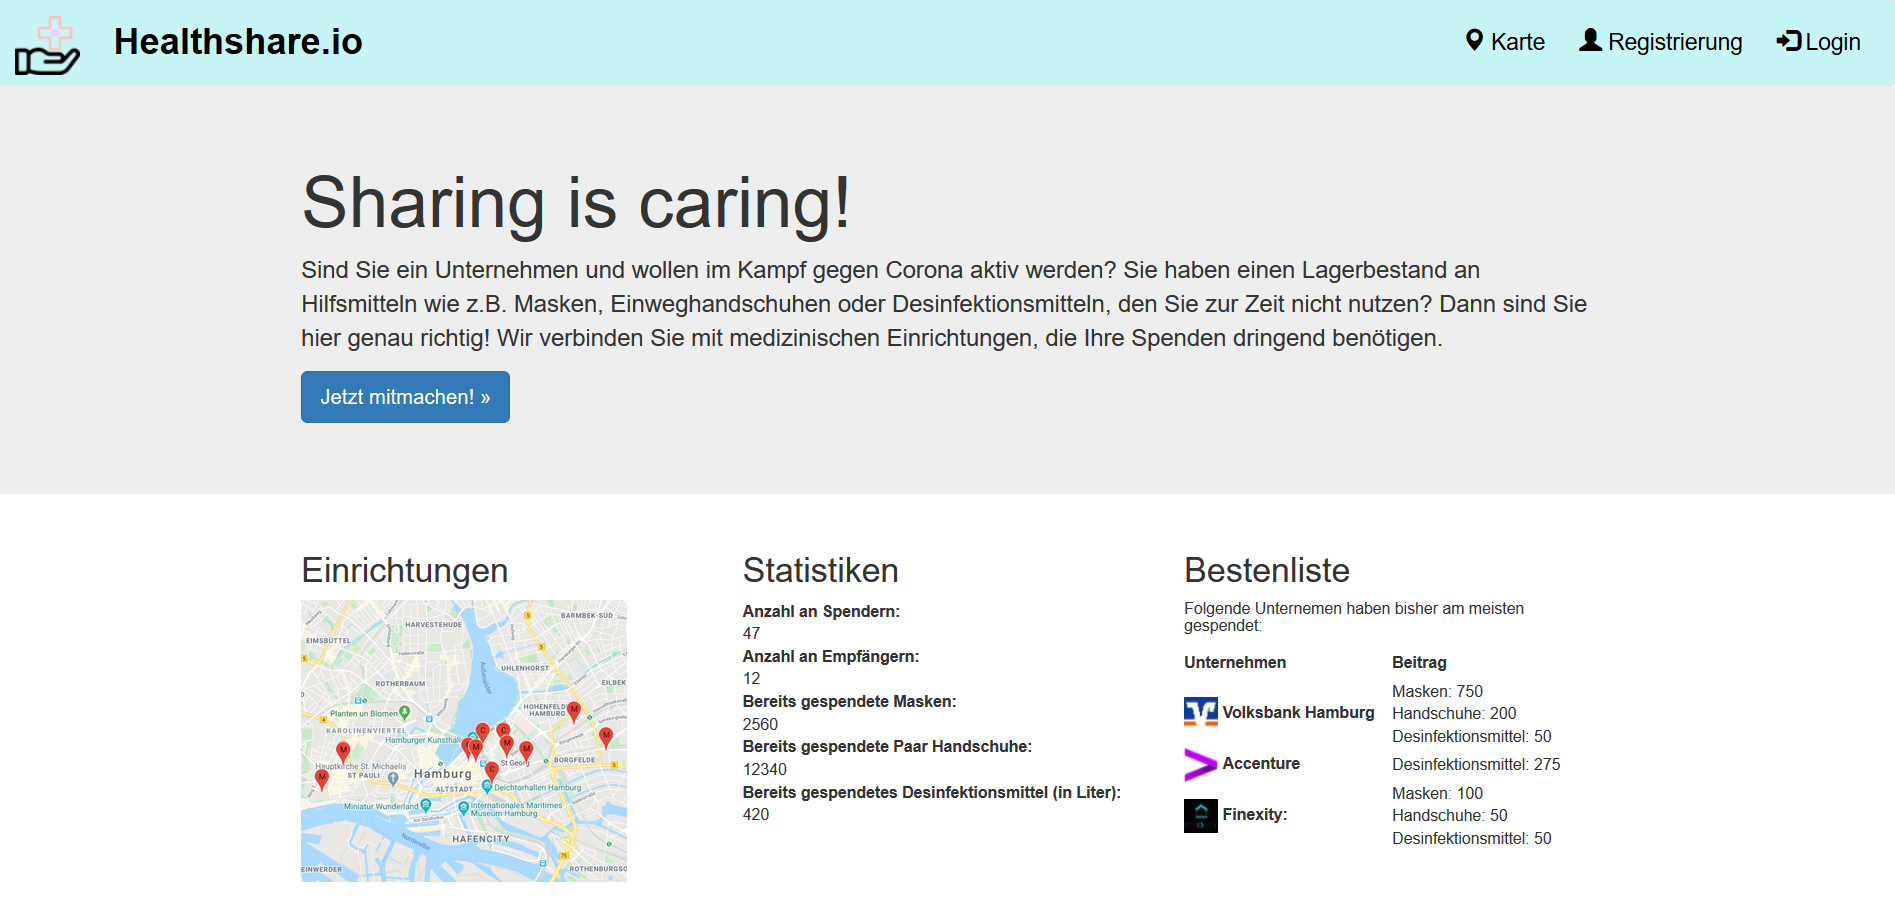 Healthshare.io
Karte
Registrierung
Login
Sharing is caring!
Sind Sie ein Unternehmen und wollen im Kampf gegen Corona aktiv werden? Sie haben einen Lagerbestand an
Hilfsmitteln wie z.B. Masken, Einweghandschuhen oder Desinfektionsmitteln, den Sie zur Zeit nicht nutzen? Dann sind Sie
hier genau richtig! Wir verbinden Sie mit medizinischen Einrichtungen, die Ihre Spenden dringend benötigen.
Jetzt mitmachen! »
Einrichtungen
BARMBEK-SÜD
HARVESTEHUDE
EIMSBÜTTEL
UHLENHORST
ROTHERBAUM
EILBEK
Planten un Blomen
HOHENFELD
HAMBURG
KAROLINENVIERTEL
Hamburger Kunsthall
Hauptkirche St. Michaelis
ST PAULI
Hamburg
St Georg
BORGFELDE
ALTSTADT
Deichtorhallen Hamburg
Miniatur Wunderland
Internationales Maritimes
Museum Hamburg
HAFENCITY
EINWERDER
ROTHENBURGSO
Statistiken
Anzahl an Spendern:
47
Anzahl an Empfängern:
12
Bereits gespendete Masken:
2560
Bereits gespendete Paar Handschuhe:
12340
Bereits gespendetes Desinfektionsmittel (in Liter):
420
Bestenliste
Folgende Unternemen haben bisher am meisten
gespendet:
Unternehmen Beitrag
Volksbank Hamburg
Masken: 750
Handschuhe: 200
Desinfektionsmittel: 50
Accenture
Desinfektionsmittel: 275
Finexity:
Masken: 100
Handschuhe: 50
Desinfektionsmittel: 50